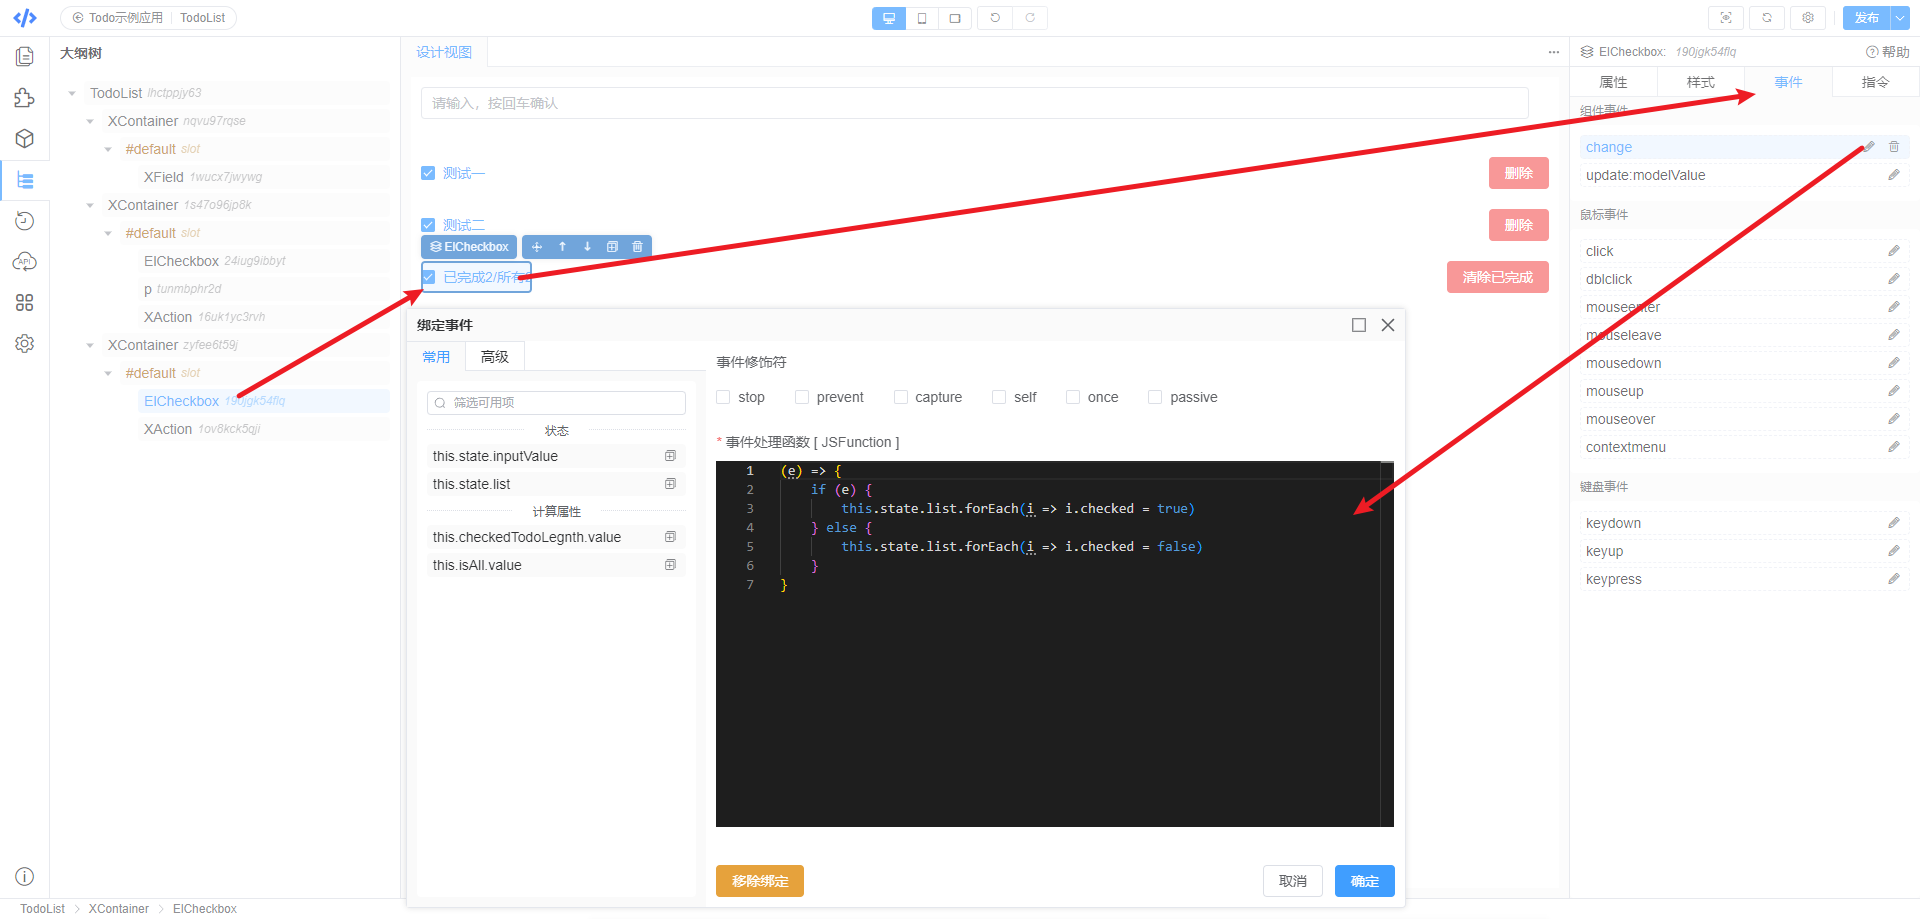 Todo示例应用 TodoList
发布
大纲树
TodoList lhctppjy63
XContainer nqvu97rqse
#default slot
XField 1wucx7jwywg
XContainer 1s47o96jp8k
#default slot
ElCheckbox 24iug9ibbyt
p tunmbphr2d
XAction 16uk1yc3rvh
XContainer zyfee6t59j
#default slot
ElCheckbox 190jgk54flq
XAction 1ov8kck5qji
设计视图
请输入，按回车确认
测试一
删除
测试二
删除
ElCheckbox
已完成2/所有
清除已完成
绑定事件
常用 高级
筛选可用项
状态
this.state.inputValue
this.state.list
计算属性
this.checkedTodoLegnth.value
this.isAll.value
事件修饰符
stop prevent capture self once passive
* 事件处理函数 [ JSFunction ]
1 (e) => {
2 if (e) {
3 this.state.list.forEach(i => i.checked = true)
4 } else {
5 this.state.list.forEach(i => i.checked = false)
6 }
7 }
移除绑定
取消
确定
ElCheckbox: 190jgk54flq
帮助
属性 样式 事件 指令
组件事件
change
update:modelValue
鼠标事件
click
dblclick
mouseenter
mouseleave
mousedown
mouseup
mouseover
contextmenu
键盘事件
keydown
keyup
keypress
TodoList > XContainer > ElCheckbox